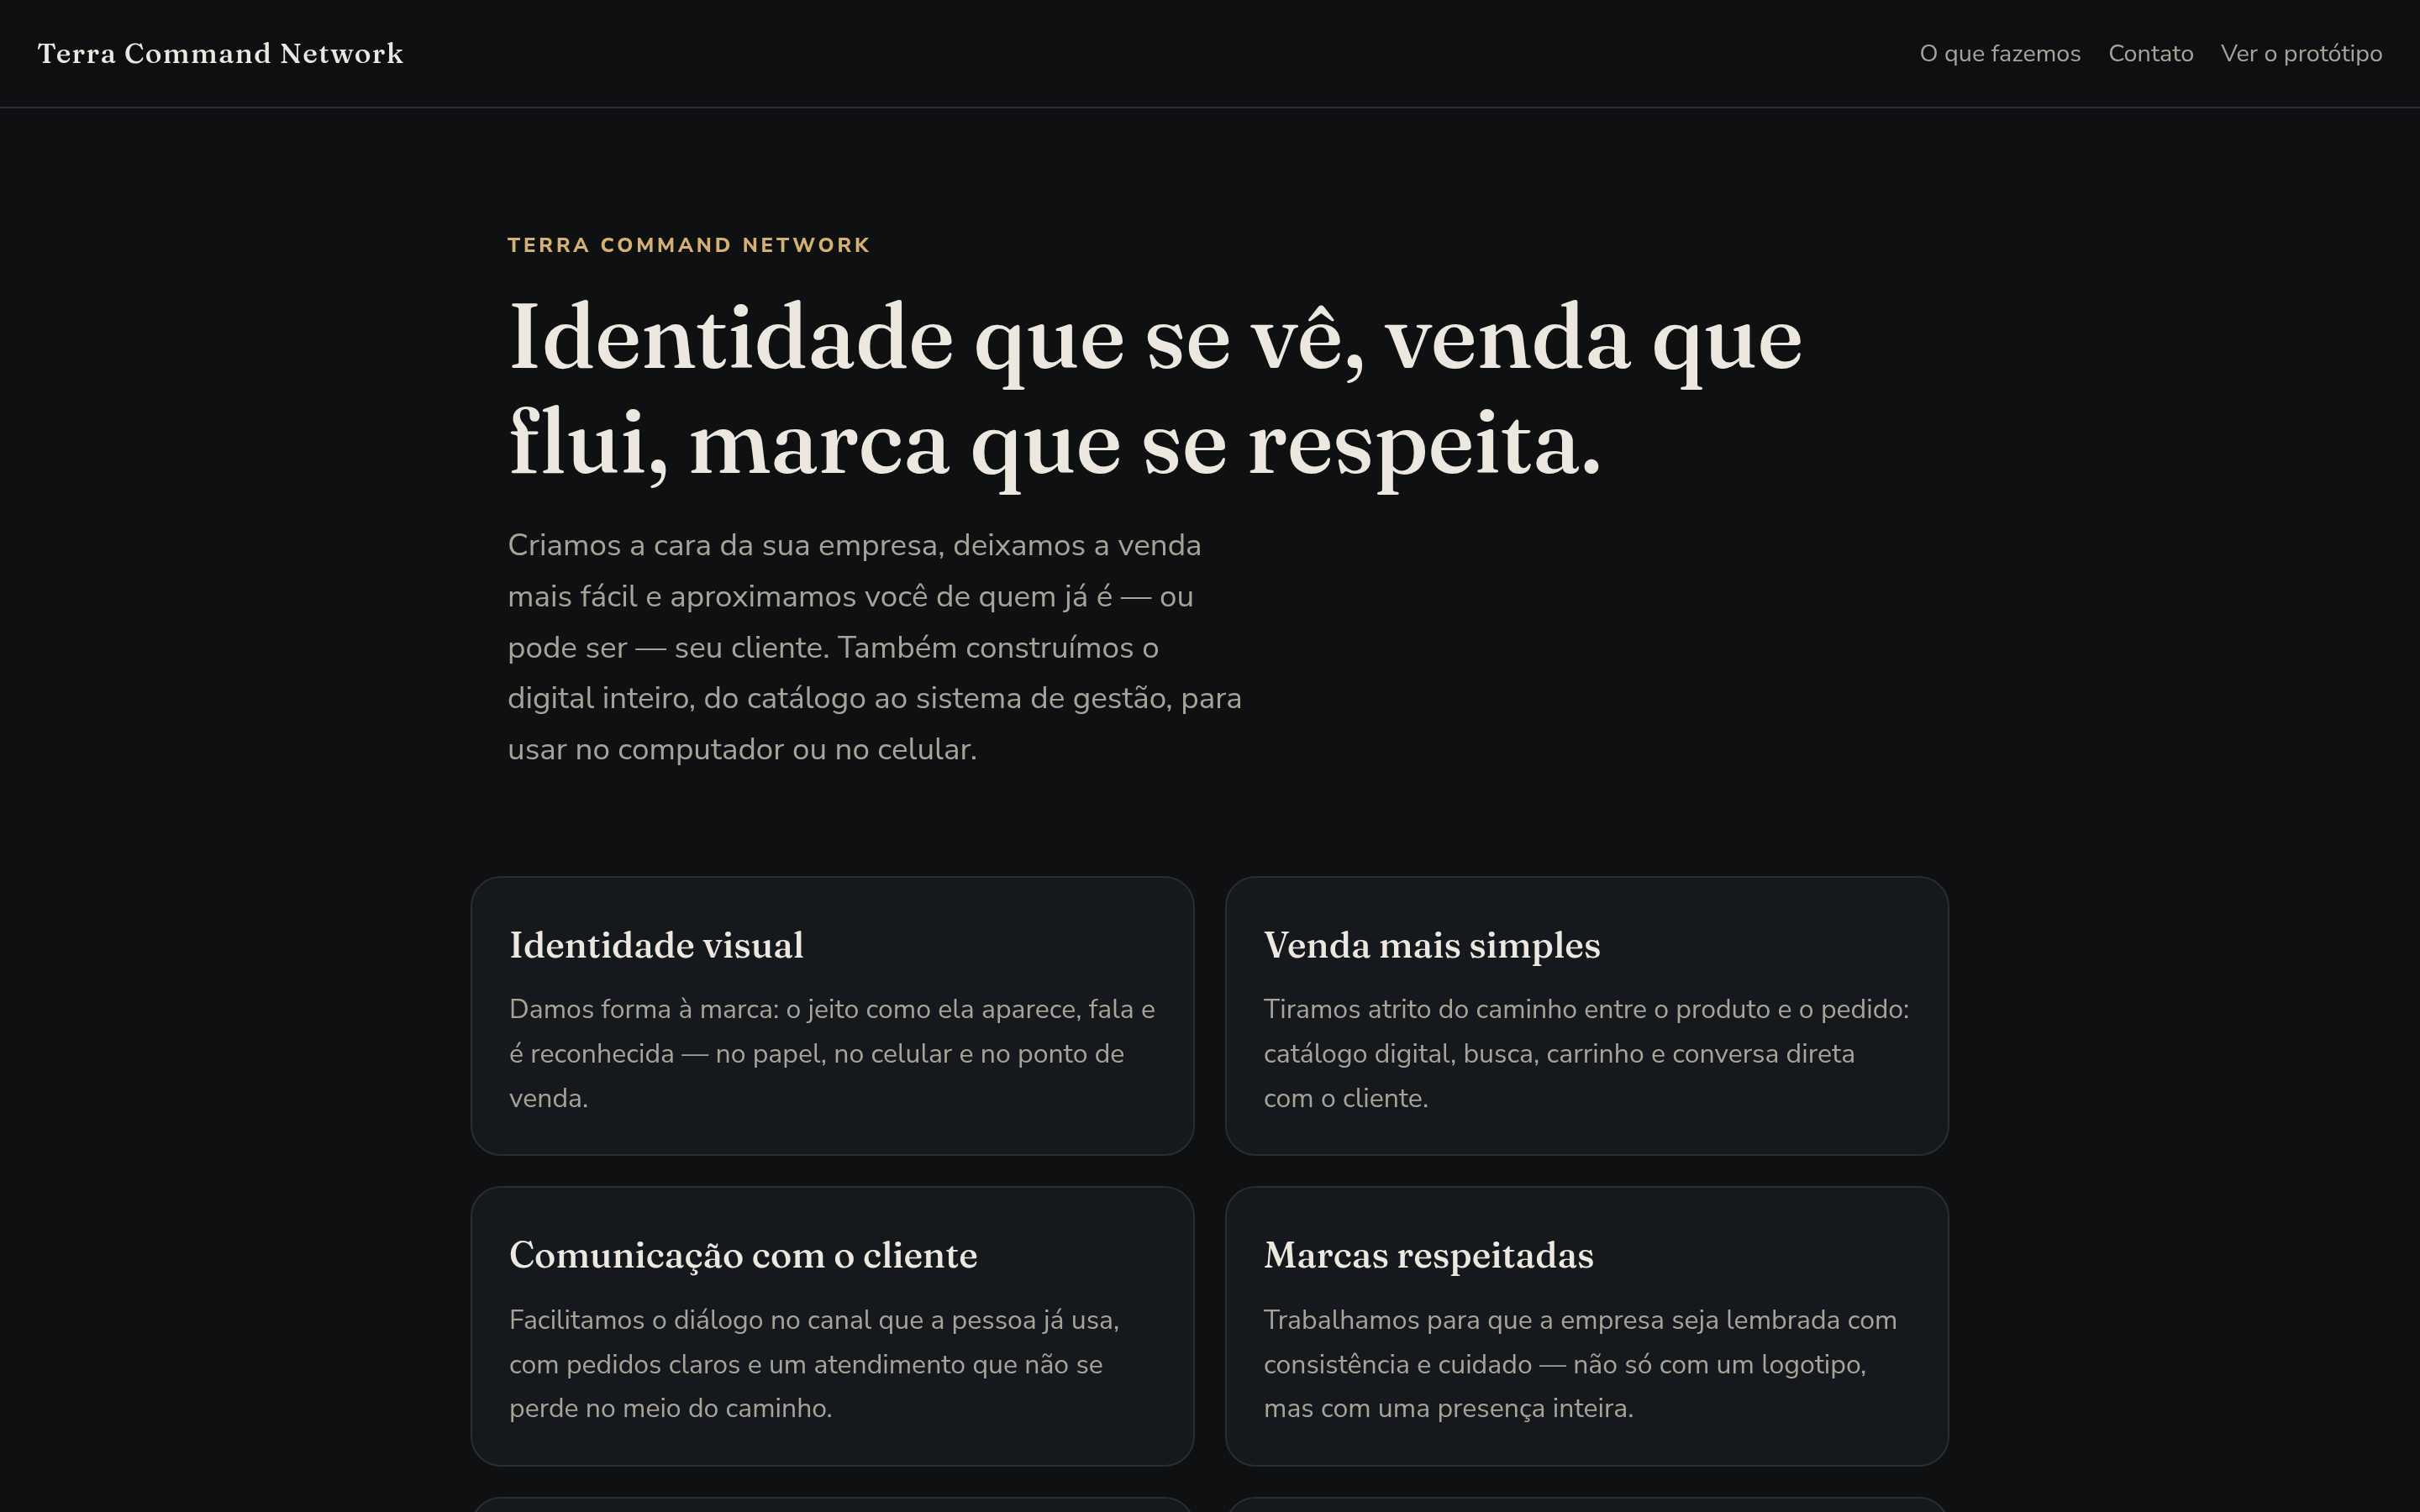 Terra Command Network
O que fazemos Contato Ver o protótipo
TERRA COMMAND NETWORK
Identidade que se vê, venda que
flui, marca que se respeita.
Criamos a cara da sua empresa, deixamos a venda
mais fácil e aproximamos você de quem já é — ou
pode ser — seu cliente. Também construímos o
digital inteiro, do catálogo ao sistema de gestão, para
usar no computador ou no celular.
Identidade visual
Damos forma à marca: o jeito como ela aparece, fala e
é reconhecida — no papel, no celular e no ponto de
venda.
Venda mais simples
Tiramos atrito do caminho entre o produto e o pedido:
catálogo digital, busca, carrinho e conversa direta
com o cliente.
Comunicação com o cliente
Facilitamos o diálogo no canal que a pessoa já usa,
com pedidos claros e um atendimento que não se
perde no meio do caminho.
Marcas respeitadas
Trabalhamos para que a empresa seja lembrada com
consistência e cuidado — não só com um logotipo,
mas com uma presença inteira.